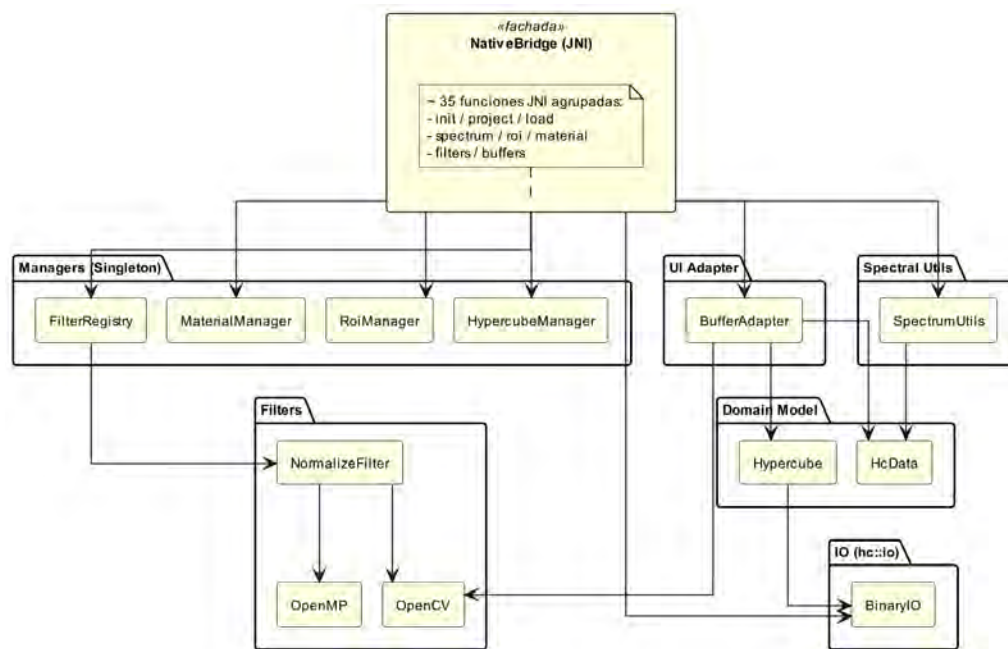 «fachada»
NativeBridge (JNI)
~ 35 funciones JNI agrupadas:
- init / project / load
- spectrum / roi / material
- filters / buffers
Managers (Singleton)
UI Adapter
Spectral Utils
FilterRegistry
MaterialManager
RoiManager
HypercubeManager
BufferAdapter
SpectrumUtils
Filters
Domain Model
NormalizeFilter
Hypercube
HcData
IO (hc::io)
OpenMP
OpenCV
BinaryIO